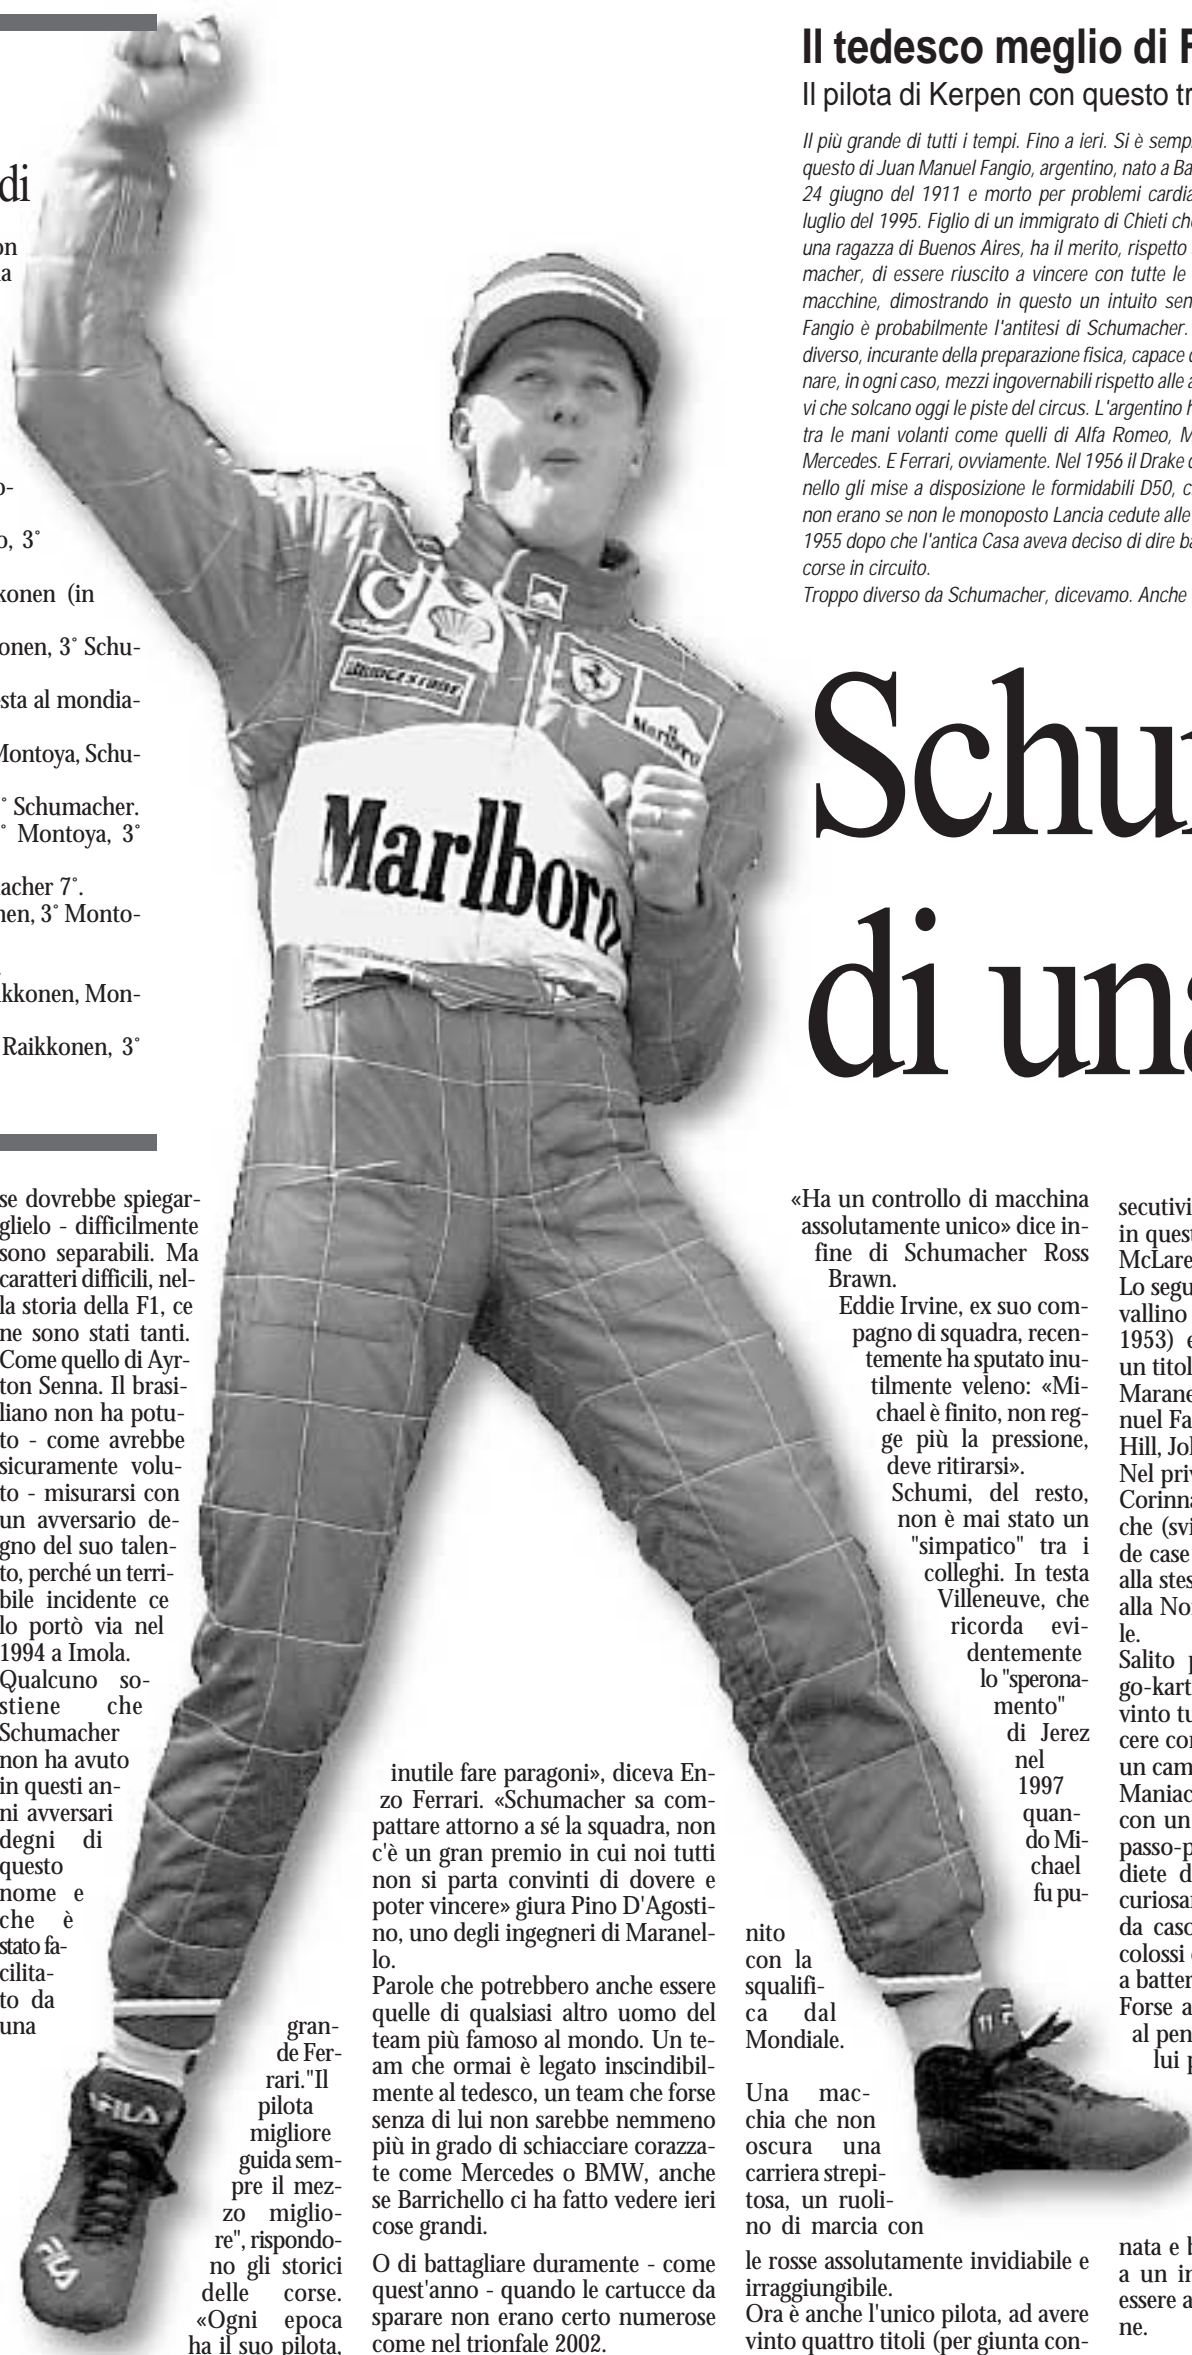 di
on
a
o-
o, 3°
konen (in
onen, 3° Schu-
sta al mondia-
Montoya, Schu-
° Schumacher.
° Montoya, 3°
acher 7°.
nen, 3° Monto-
kkonen, Mon-
Raikkonen, 3°
Il tedesco meglio di F
Il pilota di Kerpen con questo tr
Il più grande di tutti i tempi. Fino a ieri. Si è semp
questo di Juan Manuel Fangio, argentino, nato a Ba
24 giugno del 1911 e morto per problemi cardia
luglio del 1995. Figlio di un immigrato di Chieti che
una ragazza di Buenos Aires, ha il merito, rispetto
macher, di essere riuscito a vincere con tutte le
macchine, dimostrando in questo un intuito sen
Fangio è probabilmente l'antitesi di Schumacher.
diverso, incurante della preparazione fisica, capace d
nare, in ogni caso, mezzi ingovernabili rispetto alle a
vi che solcano oggi le piste del circus. L'argentino h
tra le mani volanti come quelli di Alfa Romeo, M
Mercedes. E Ferrari, ovviamente. Nel 1956 il Drake d
nello gli mise a disposizione le formidabili D50, c
non erano se non le monoposto Lancia cedute alle
1955 dopo che l'antica Casa aveva deciso di dire ba
corse in circuito.
Troppo diverso da Schumacher, dicevamo. Anche
BRIDGESTONE
Marlboro
Marlboro
Schu
di una
se dovrebbe spiegar-
glielo - difficilmente
sono separabili. Ma
caratteri difficili, nel-
la storia della F1, ce
ne sono stati tanti.
Come quello di Ayr-
ton Senna. Il brasi-
liano non ha potu-
to - come avrebbe
sicuramente volu-
to - misurarsi con
un avversario de-
gno del suo talen-
to, perché un terri-
bile incidente ce
lo portò via nel
1994 a Imola.
Qualcuno so-
stiene che
Schumacher
non ha avuto
in questi an-
ni avversari
degni di
questo
nome e
che è
stato fa-
cilita-
to da
una
gran-
de Fer-
rari."Il
pilota
migliore
guida sem-
pre il mez-
zo miglio-
re", rispondo-
no gli storici
delle corse.
«Ogni epoca
ha il suo pilota,
inutile fare paragoni», diceva En-
zo Ferrari. «Schumacher sa com-
pattare attorno a sé la squadra, non
c'è un gran premio in cui noi tutti
non si parta convinti di dovere e
poter vincere» giura Pino D'Agosti-
no, uno degli ingegneri di Maranel-
lo.
Parole che potrebbero anche essere
quelle di qualsiasi altro uomo del
team più famoso al mondo. Un te-
am che ormai è legato inscindibil-
mente al tedesco, un team che forse
senza di lui non sarebbe nemmeno
più in grado di schiacciare corazza-
te come Mercedes o BMW, anche
se Barrichello ci ha fatto vedere ieri
cose grandi.
O di battagliare duramente - come
quest'anno - quando le cartucce da
sparare non erano certo numerose
come nel trionfale 2002.
«Ha un controllo di macchina
assolutamente unico» dice in-
fine di Schumacher Ross
Brawn.
Eddie Irvine, ex suo com-
pagno di squadra, recen-
temente ha sputato inu-
tilmente veleno: «Mi-
chael è finito, non reg-
ge più la pressione,
deve ritirarsi».
Schumi, del resto,
non è mai stato un
"simpatico" tra i
colleghi. In testa
Villeneuve, che
ricorda evi-
dentemente
lo "sperona-
mento"
di Jerez
nel
1997
quan-
do Mi-
chael
fu pu-
nito
con la
squalifi-
ca dal
Mondiale.
Una mac-
chia che non
oscura una
carriera strepi-
tosa, un ruoli-
no di marcia con
le rosse assolutamente invidiabile e
irraggiungibile.
Ora è anche l'unico pilota, ad avere
vinto quattro titoli (per giunta con-
secutivi
in quest
McLare
Lo segu
vallino
1953) e
un titol
Marane
nuel Fa
Hill, Joh
Nel priv
Corinna
che (svi
de case
alla stes
alla Nor
le.
Salito p
go-kart
vinto tu
cere con
un cam
Maniac
con un
passo-p
diete d
curiosar
da caso
colossi
a batter
Forse a
al pen
lui p
nata e b
a un in
essere a
ne.
FILA
FILA